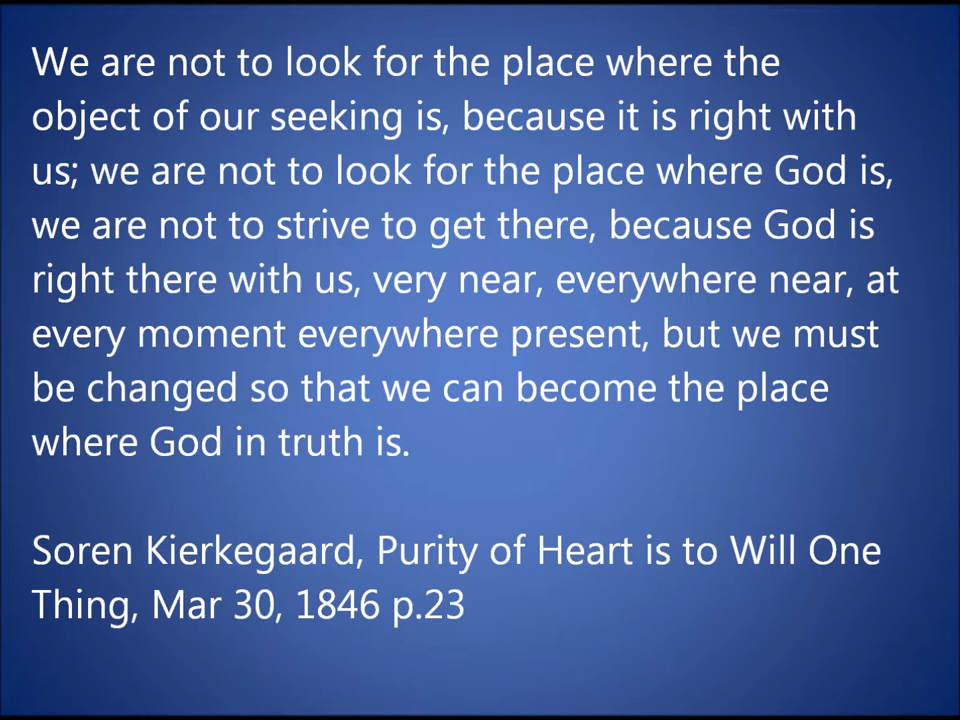 We are not to look for the place where the
object of our seeking is, because it is right with
us; we are not to look for the place where God is,
we are not to strive to get there, because God is
right there with us, very near, everywhere near, at
every moment everywhere present, but we must
be changed so that we can become the place
where God in truth is.
Soren Kierkegaard, Purity of Heart is to Will One
Thing, Mar 30, 1846 p.23